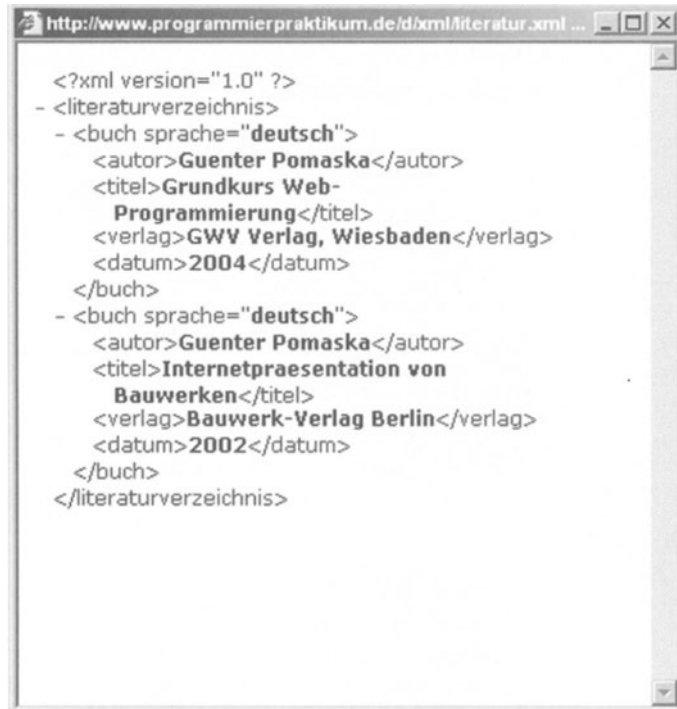 http://www.programmierpraktikum.de/d/xml/literatur.xml ...
<?xml version="1.0" ?>
- <literaturverzeichnis>
- <buch sprache="deutsch">
<autor>Guenter Pomaska</autor>
<titel>Grundkurs Web-
Programmierung</titel>
<verlag>GWV Verlag, Wiesbaden</verlag>
<datum>2004</datum>
</buch>
- <buch sprache="deutsch">
<autor>Guenter Pomaska</autor>
<titel>Internetpraesentation von
Bauwerken</titel>
<verlag>Bauwerk-Verlag Berlin</verlag>
<datum>2002</datum>
</buch>
</literaturverzeichnis>